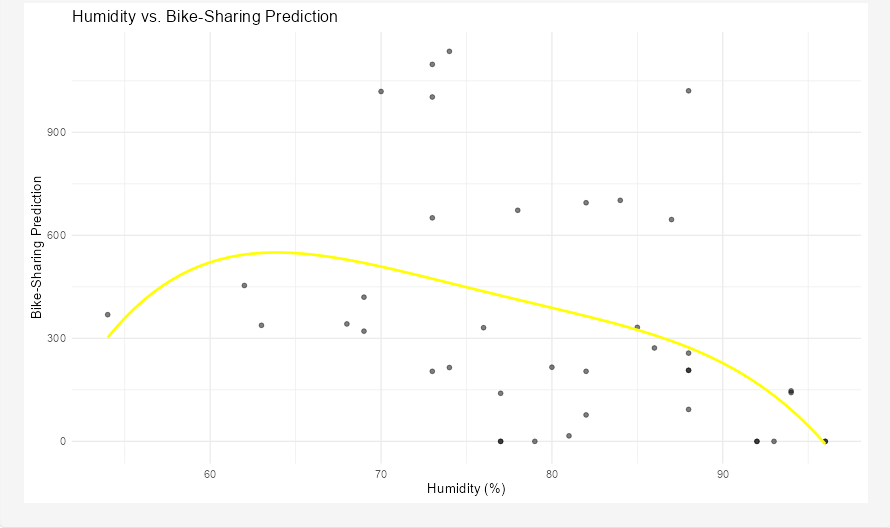 Humidity vs. Bike-Sharing Prediction
Bike-Sharing Prediction
900
600
300
0
60 70 80 90
Humidity (%)